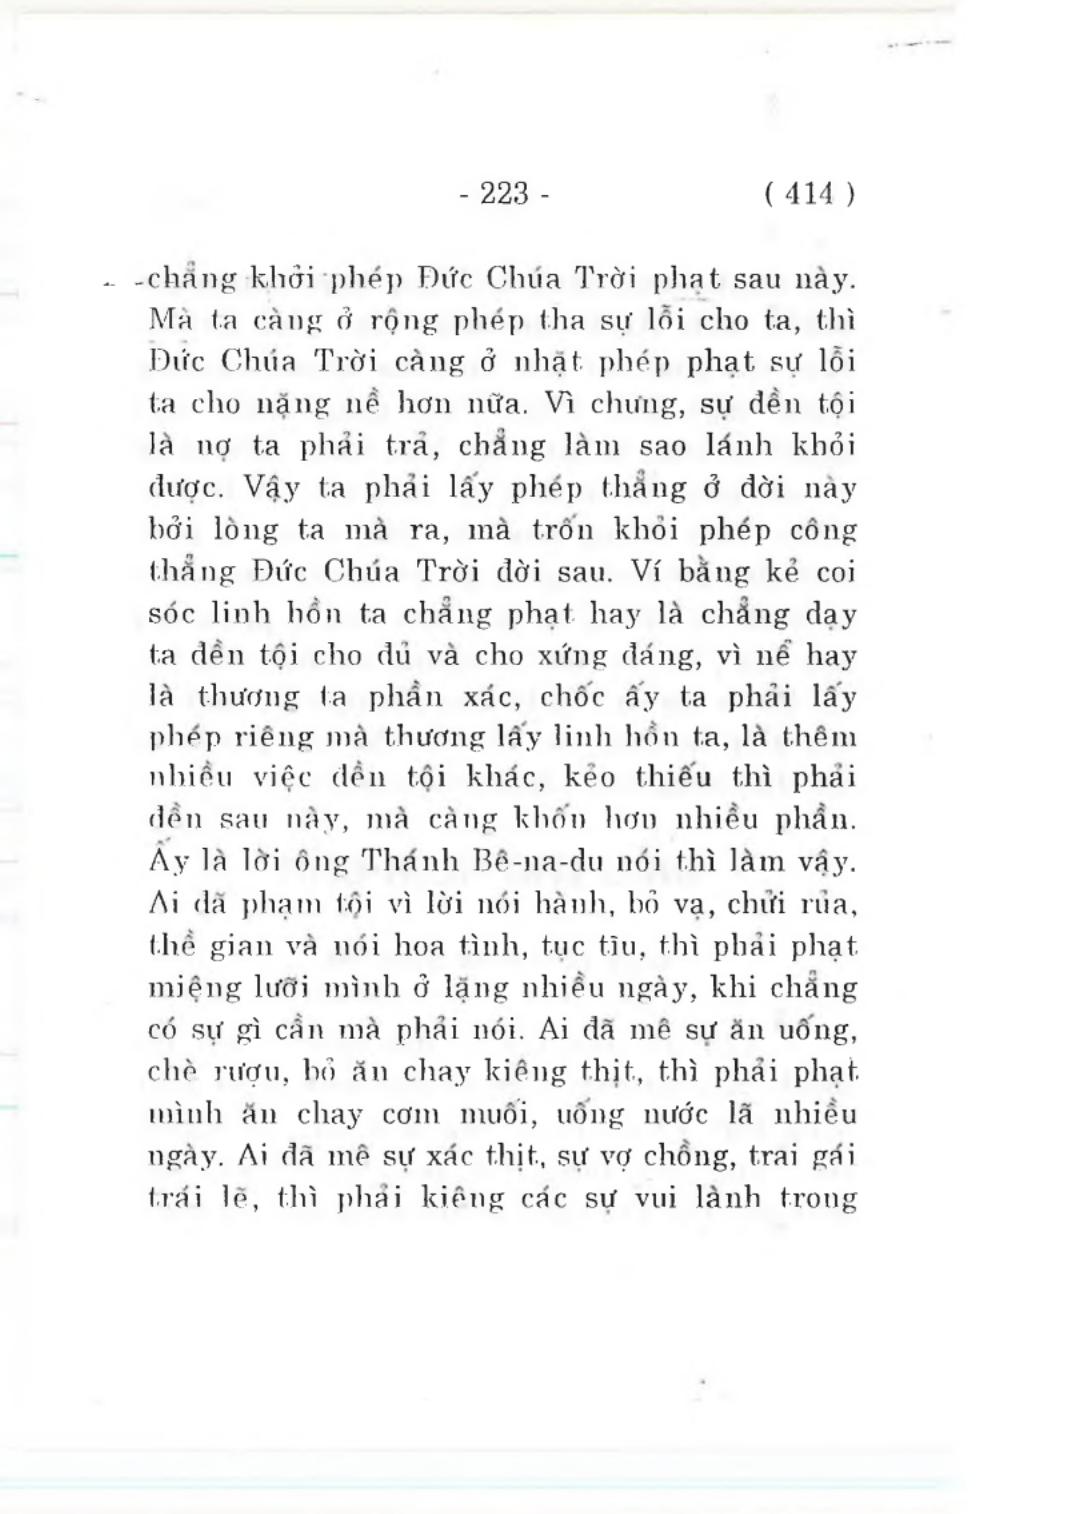 - 223 - ( 414 )
chẳng khởi phép Đức Chúa Trời phạt sau này.
Mà ta càng ở rộng phép tha sự lỗi cho ta, thì
Đức Chúa Trời càng ở nhặt phép phạt sự lỗi
ta cho nặng nề hơn nữa. Vì chưng, sự đền tội
là nợ ta phải trả, chẳng làm sao lánh khỏi
được. Vậy ta phải lấy phép thẳng ở đời này
bởi lòng ta mà ra, mà trốn khỏi phép công
thẳng Đức Chúa Trời đời sau. Ví bằng kẻ coi
sóc linh hồn ta chẳng phạt hay là chẳng dạy
ta đền tội cho đủ và cho xứng đáng, vì nể hay
là thương ta phần xác, chốc ấy ta phải lấy
phép riêng mà thương lấy linh hồn ta, là thêm
nhiều việc đền tội khác, kẻo thiếu thì phải
đền sau này, mà càng khốn hơn nhiều phần.
Ấy là lời ông Thánh Bê-na-du nói thì làm vậy.
Ai đã phạm tội vì lời nói hành, bỏ vạ, chửi rủa,
thề gian và nói hoa tình, tục tĩu, thì phải phạt
miệng lưỡi mình ở lặng nhiều ngày, khi chẳng
có sự gì cần mà phải nói. Ai đã mê sự ăn uống,
chè rượu, bỏ ăn chay kiêng thịt, thì phải phạt
mình ăn chay cơm muối, uống nước lã nhiều
ngày. Ai đã mê sự xác thịt, sự vợ chồng, trai gái
trái lẽ, thì phải kiêng các sự vui lành trong